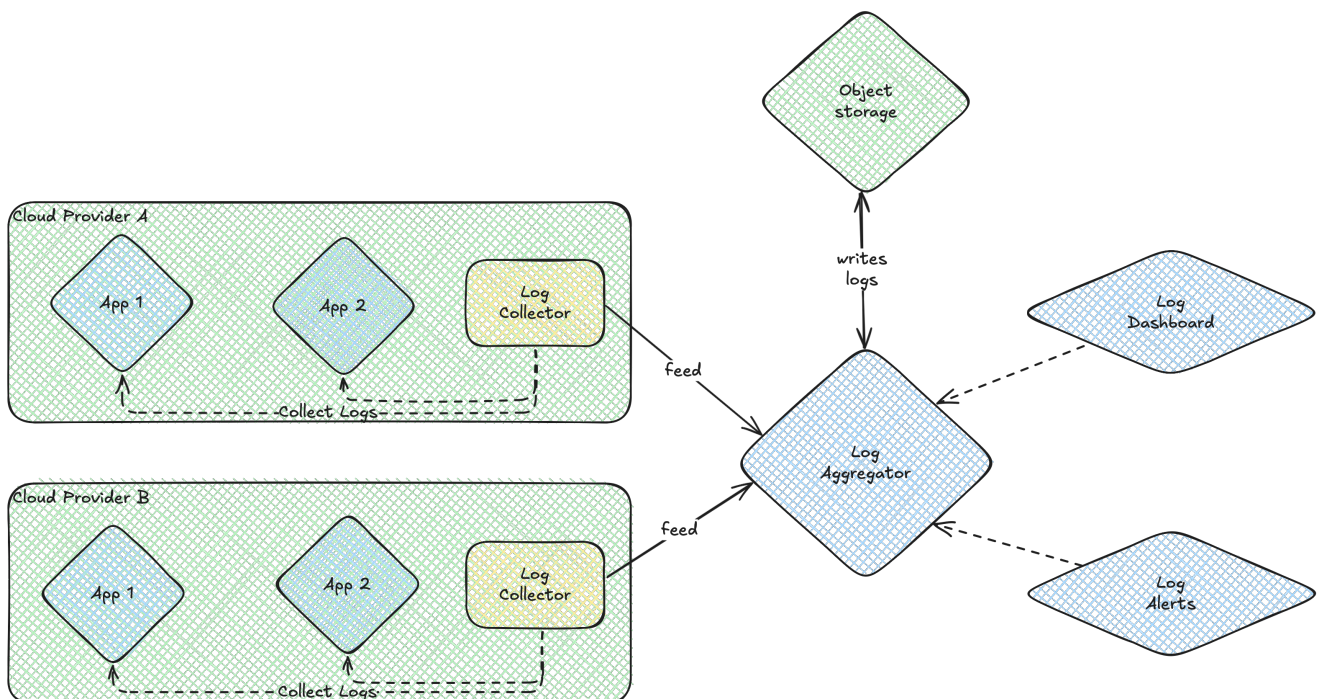 Object
storage
Cloud Provider A
App 1
App 2
Log
Collector
Collect Logs
feed
writes
logs
Log
Dashboard
Log
Aggregator
Cloud Provider B
App 1
App 2
Log
Collector
Collect Logs
feed
Log
Alerts